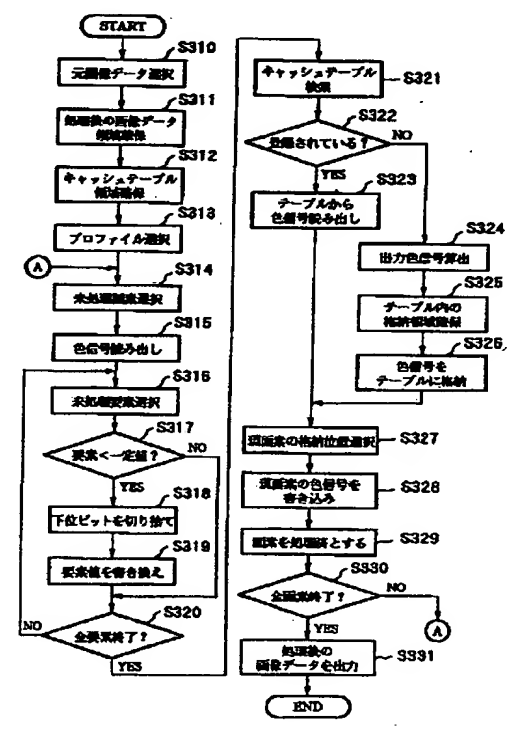 START
S310
元画像データ選択
S311
処理後の画像データ
領域確保
S312
キャッシュテーブル
領域確保
S313
プロファイル選択
A
S314
未処理画素選択
S315
色信号読み出し
S316
未処理要素選択
S317
要素<一定値?
NO
YES
S318
下位ビットを切り捨て
S319
要素値を書き換え
S320
全要素終了?
NO
YES
S321
キャッシュテーブル
検索
S322
登録されている?
NO
YES
S323
テーブルから
色信号読み出し
S324
出力色信号算出
S325
テーブル内の
格納領域確保
S326
色信号を
テーブルに格納
S327
現画素の格納位置選択
S328
現画素の色信号を
書き込み
S329
画素を処理済とする
S330
全画素終了?
NO
YES
A
S331
処理後の
画像データを出力
END